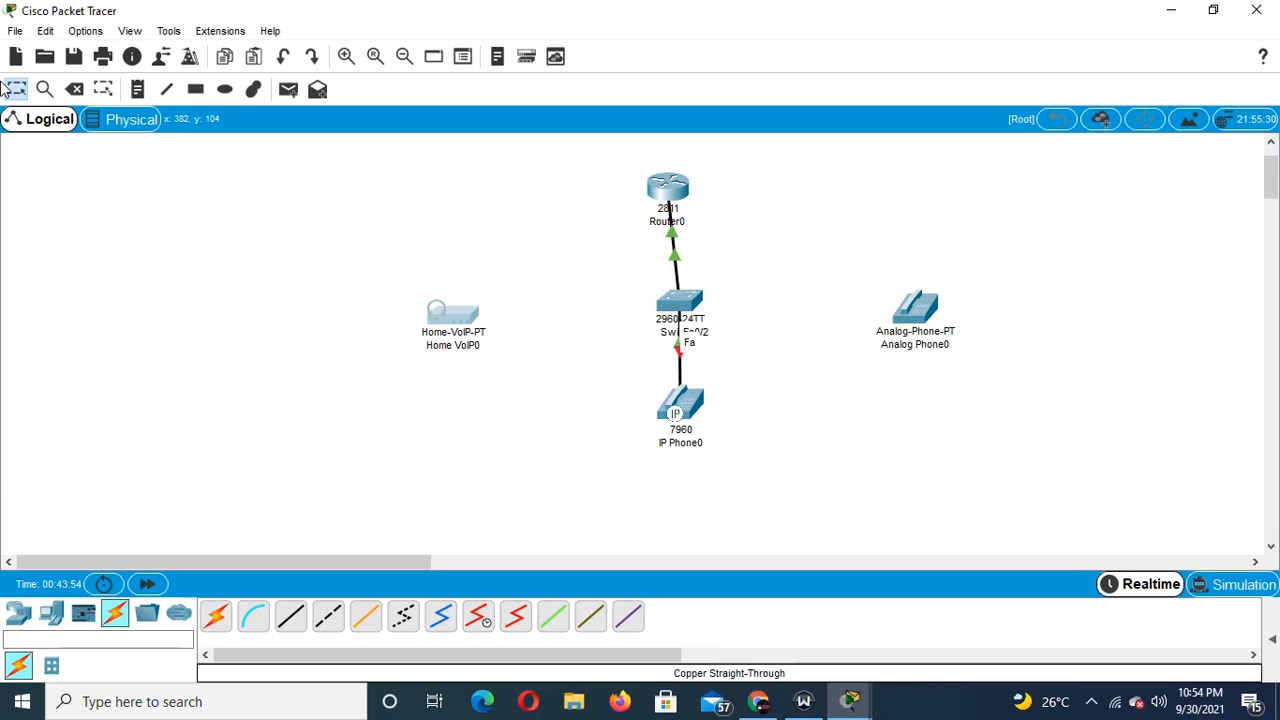 Cisco Packet Tracer
File Edit Options View Tools Extensions Help
?
Logical Physical x: 382, y: 104 [Root] 21:55:30
2811
Router0
2960-24TT
Fa0/2
Fa
Home-VoIP-PT
Home VoIP0
Analog-Phone-PT
Analog Phone0
IP
7960
IP Phone0
Time: 00:43:54 Realtime Simulation
Copper Straight-Through
Type here to search
57
26°C
10:54 PM
9/30/2021
15